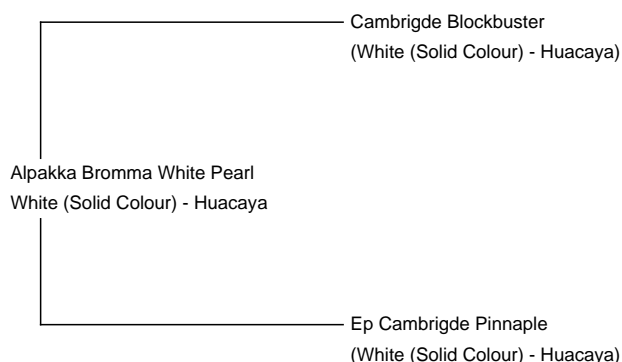 Cambrigde Blockbuster
(White (Solid Colour) - Huacaya)
Alpakka Bromma White Pearl
White (Solid Colour) - Huacaya
Ep Cambrigde Pinnaple
(White (Solid Colour) - Huacaya)